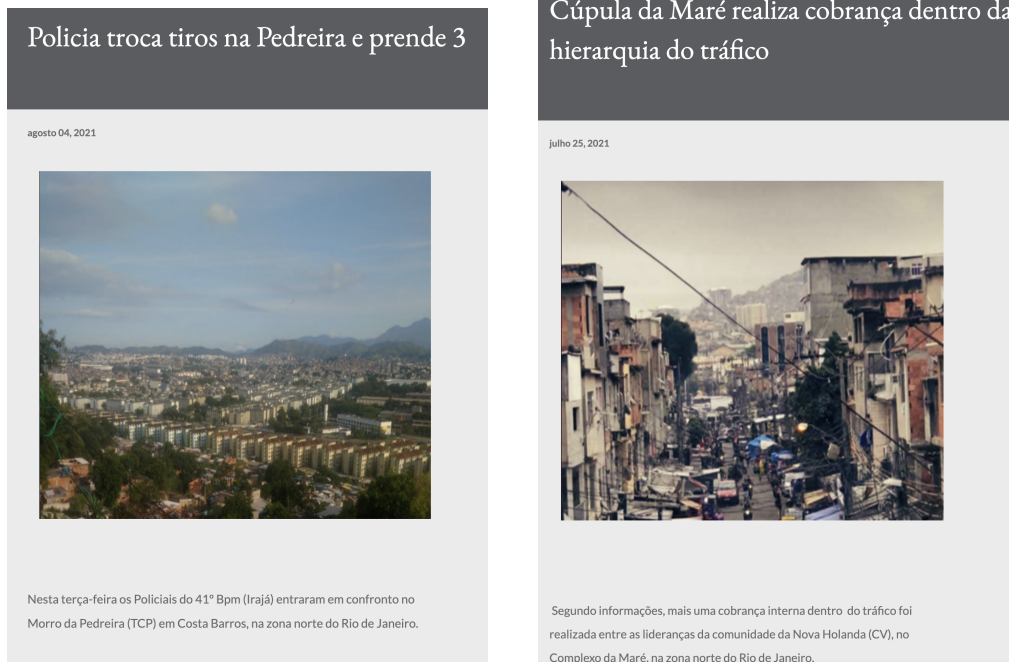 Policia troca tiros na Pedreira e prende 3
agosto 04, 2021
Nesta terça-feira os Policiais do 41º Bpm (Irajá) entraram em confronto no
Morro da Pedreira (TCP) em Costa Barros, na zona norte do Rio de Janeiro.
Cúpula da Maré realiza cobrança dentro da
hierarquia do tráfico
julho 25, 2021
Segundo informações, mais uma cobrança interna dentro do tráfico foi
realizada entre as lideranças da comunidade da Nova Holanda (CV), no
Complexo da Maré, na zona norte do Rio de Janeiro.